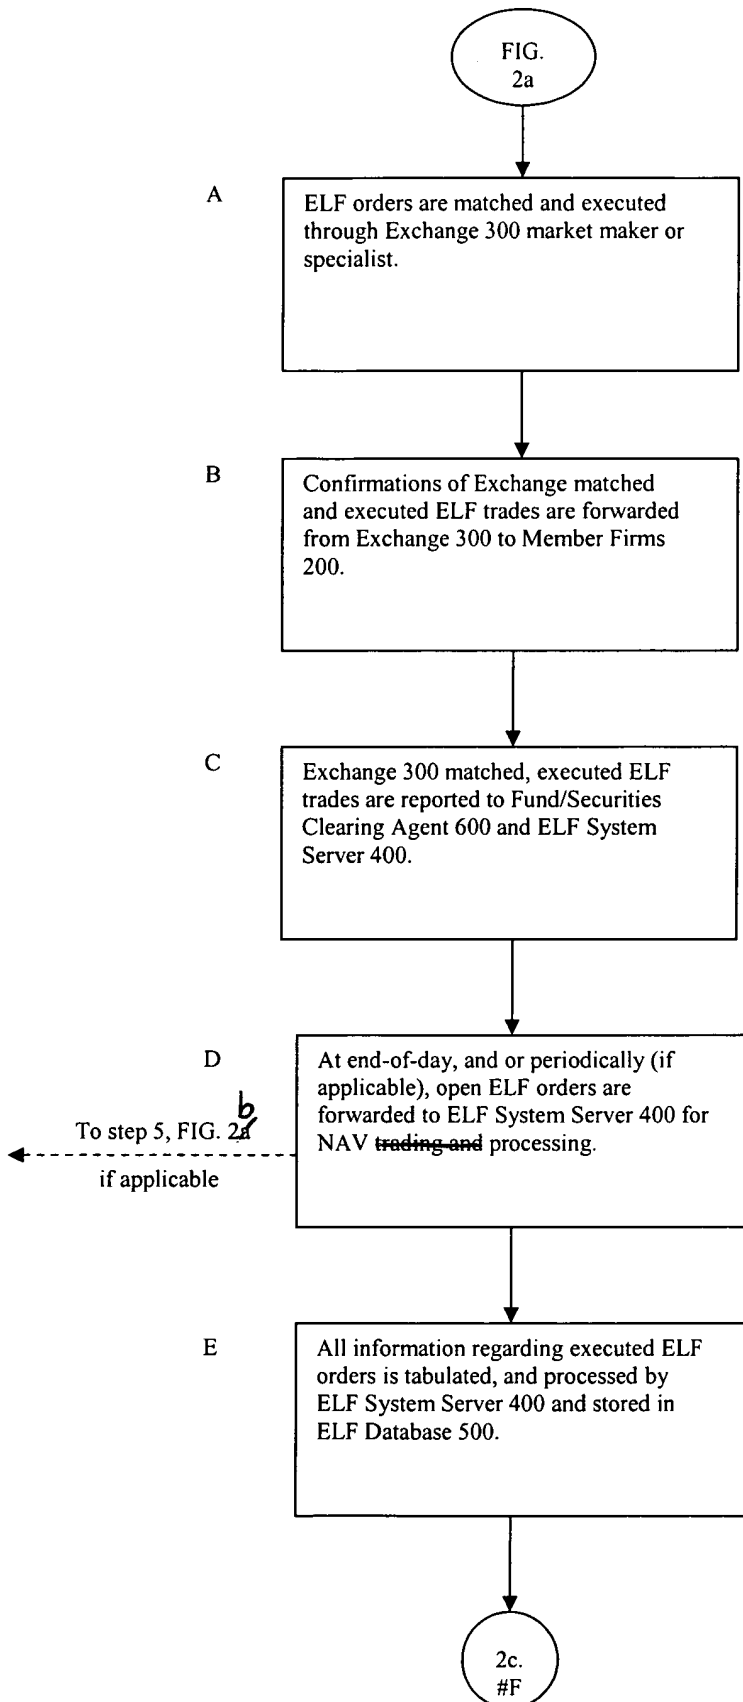 FIG.
2a
A
ELF orders are matched and executed
through Exchange 300 market maker or
specialist.
B
Confirmations of Exchange matched
and executed ELF trades are forwarded
from Exchange 300 to Member Firms
200.
C
Exchange 300 matched, executed ELF
trades are reported to Fund/Securities
Clearing Agent 600 and ELF System
Server 400.
D
At end-of-day, and or periodically (if
applicable), open ELF orders are
forwarded to ELF System Server 400 for
NAV trading and processing.
b
To step 5, FIG. 2a
if applicable
E
All information regarding executed ELF
orders is tabulated, and processed by
ELF System Server 400 and stored in
ELF Database 500.
2c.
#F